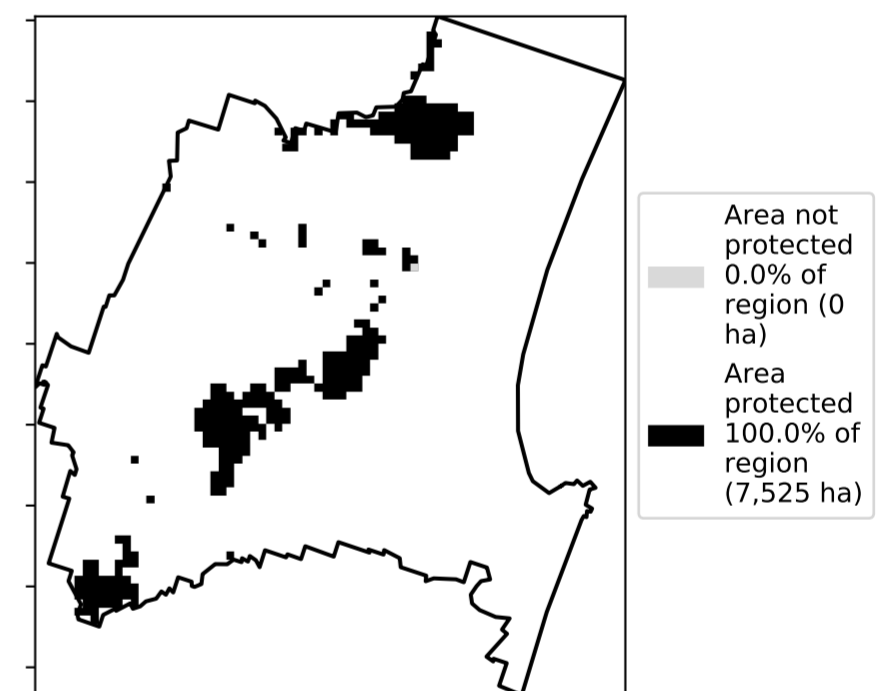 Area not
protected
0.0% of
region (0
ha)
Area
protected
100.0% of
region
(7,525 ha)